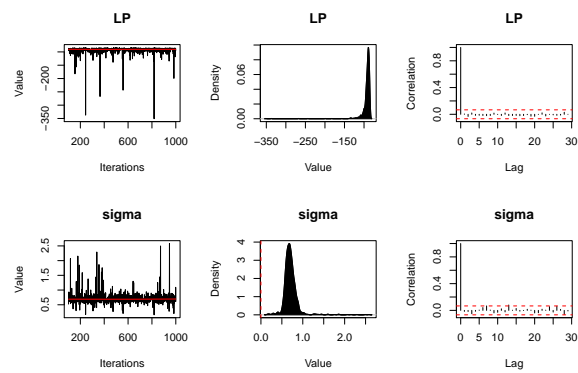 LP
LP
LP
Value
−350
−200
200
600
1000
Iterations
Density
0.00
0.06
−350
−250
−150
Value
Correlation
0.0
0.4
0.8
0
5
10
20
30
Lag
sigma
sigma
sigma
Value
0.5
1.5
2.5
200
600
1000
Iterations
Density
0
1
2
3
4
0.0
1.0
2.0
Value
Correlation
0.0
0.4
0.8
0
5
10
20
30
Lag